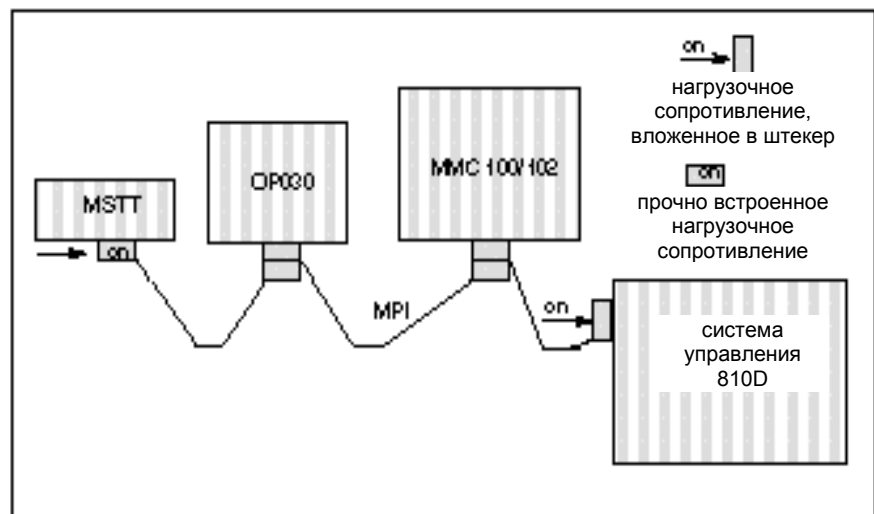 on
нагрузочное
сопротивление,
вложенное в штекер
on
прочно встроенное
нагрузочное
сопротивление
MSTT
on
OP030
MMC 100/102
MPI
on
система
управления
810D